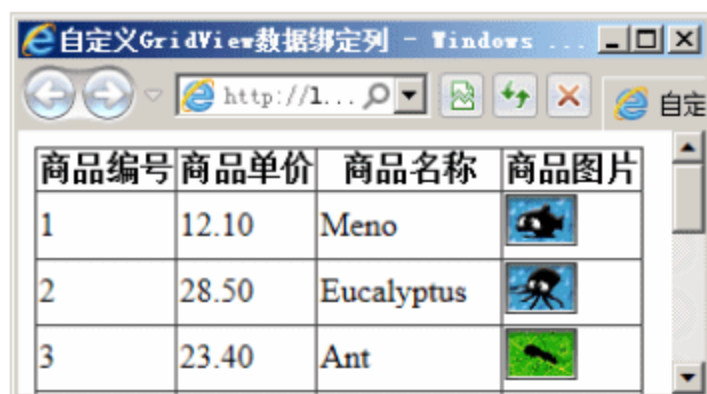 自定义GridView数据绑定列 - Windows ...
http://l... 自定
商品编号 商品单价 商品名称 商品图片
1 12.10 Meno
2 28.50 Eucalyptus
3 23.40 Ant